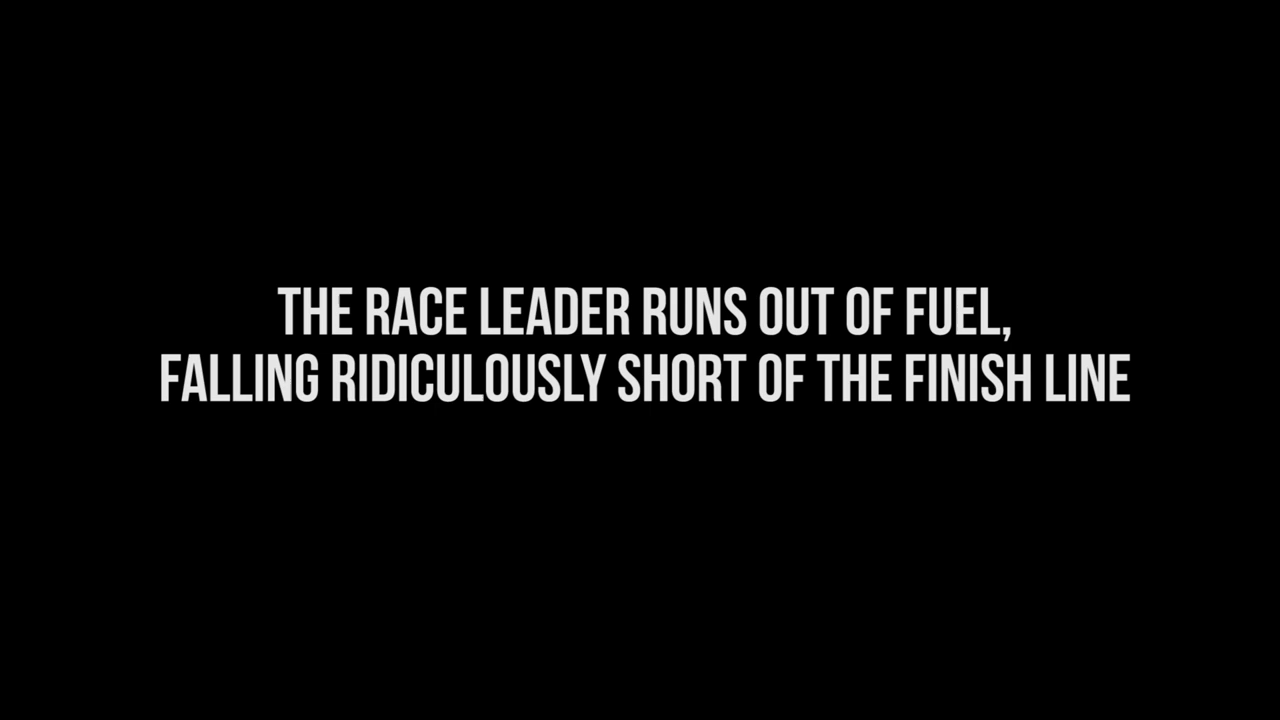 THE RACE LEADER RUNS OUT OF FUEL,
FALLING RIDICULOUSLY SHORT OF THE FINISH LINE